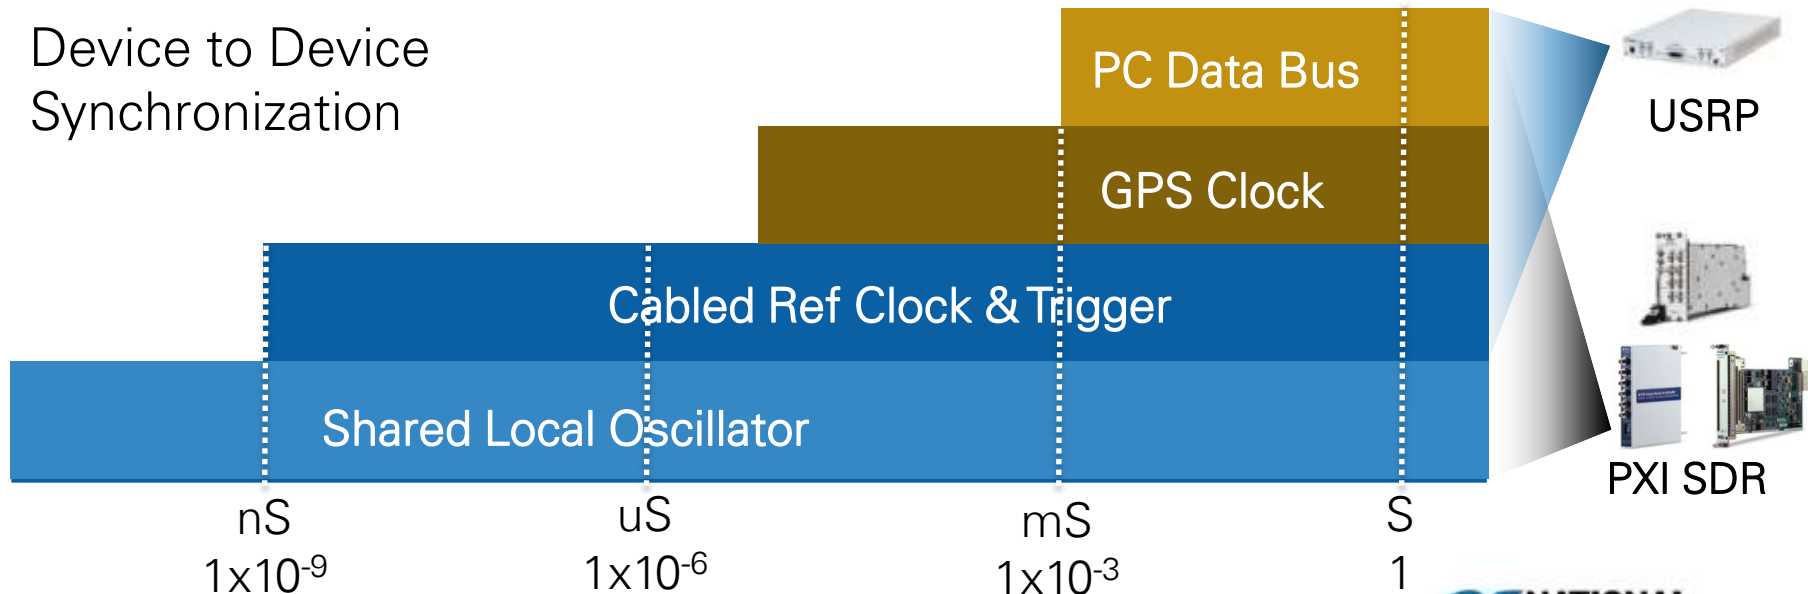 Device to Device
Synchronization
PC Data Bus
USRP
GPS Clock
Cabled Ref Clock & Trigger
Shared Local Oscillator
PXI SDR
nS
uS
mS
S
1x10⁻⁹
1x10⁻⁶
1x10⁻³
1
NATIONAL